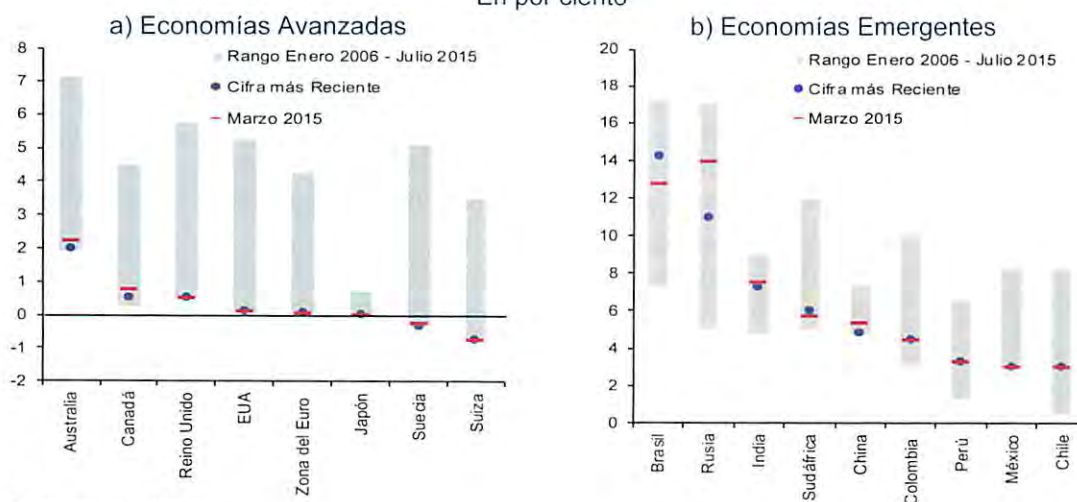 En por ciento
a) Economías Avanzadas
Rango Enero 2006 - Julio 2015
Cifra más Reciente
Marzo 2015
8
7
6
5
4
3
2
1
0
-1
-2
Australia
Canadá
Reino Unido
EUA
Zona del Euro
Japón
Suecia
Suiza
b) Economías Emergentes
Rango Enero 2006 - Julio 2015
Cifra más Reciente
Marzo 2015
20
18
16
14
12
10
8
6
4
2
0
Brasil
Rusia
India
Sudáfrica
China
Colombia
Perú
México
Chile